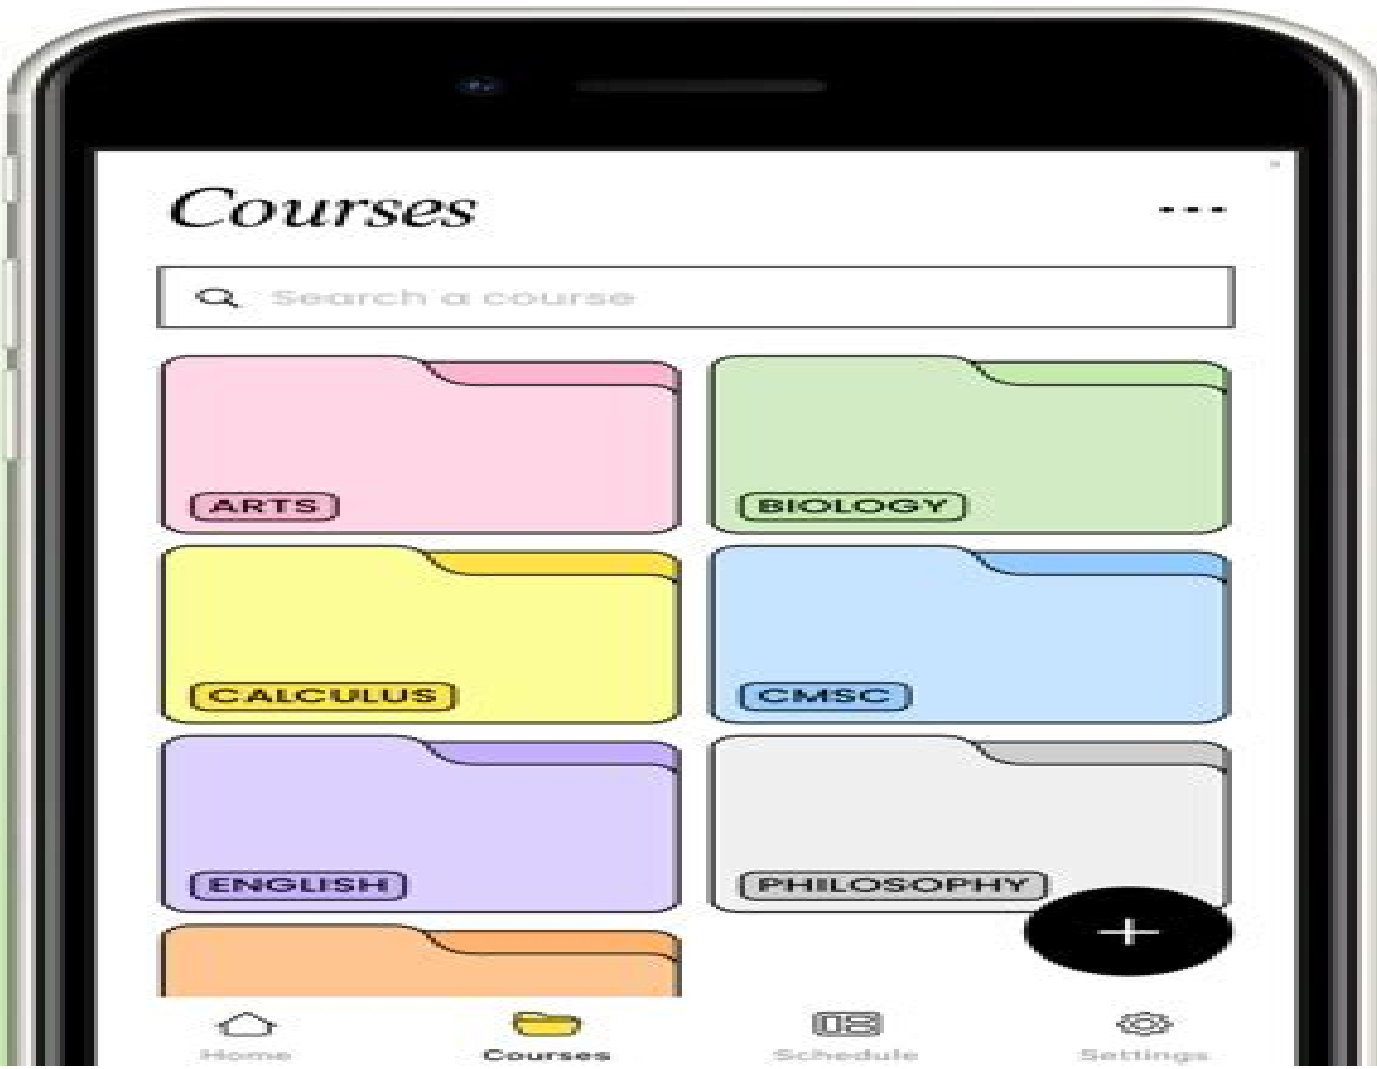 Courses
Search a course
ARTS
BIOLOGY
CALCULUS
CMSC
ENGLISH
PHILOSOPHY
Home
Courses
Schedule
Settings